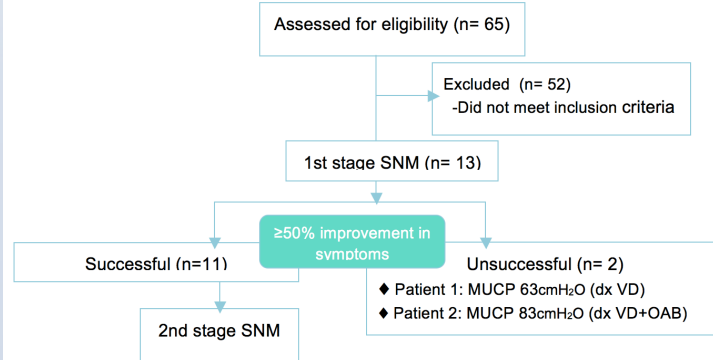 Assessed for eligibility (n= 65)
Excluded (n= 52)
-Did not meet inclusion criteria
1st stage SNM (n= 13)
≥50% improvement in
symptoms
Successful (n=11)
Unsuccessful (n= 2)
♦ Patient 1: MUCP 63cmH₂O (dx VD)
♦ Patient 2: MUCP 83cmH₂O (dx VD+OAB)
2nd stage SNM